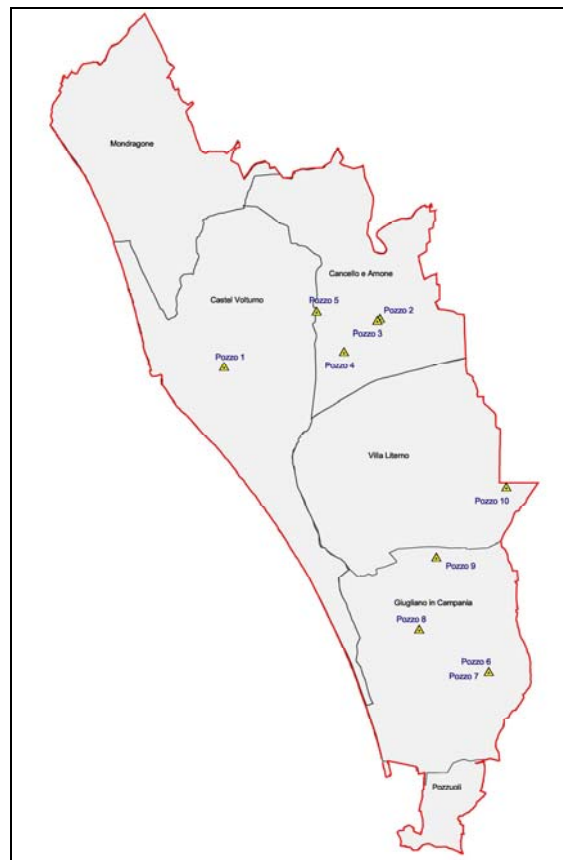 Mondragone
Cancello e Arnone
Castel Volturno
Pozzo 5
Pozzo 2
Pozzo 3
Pozzo 1
Pozzo 4
Villa Literno
Pozzo 10
Pozzo 9
Giugliano in Campania
Pozzo 8
Pozzo 6
Pozzo 7
Pozzuoli